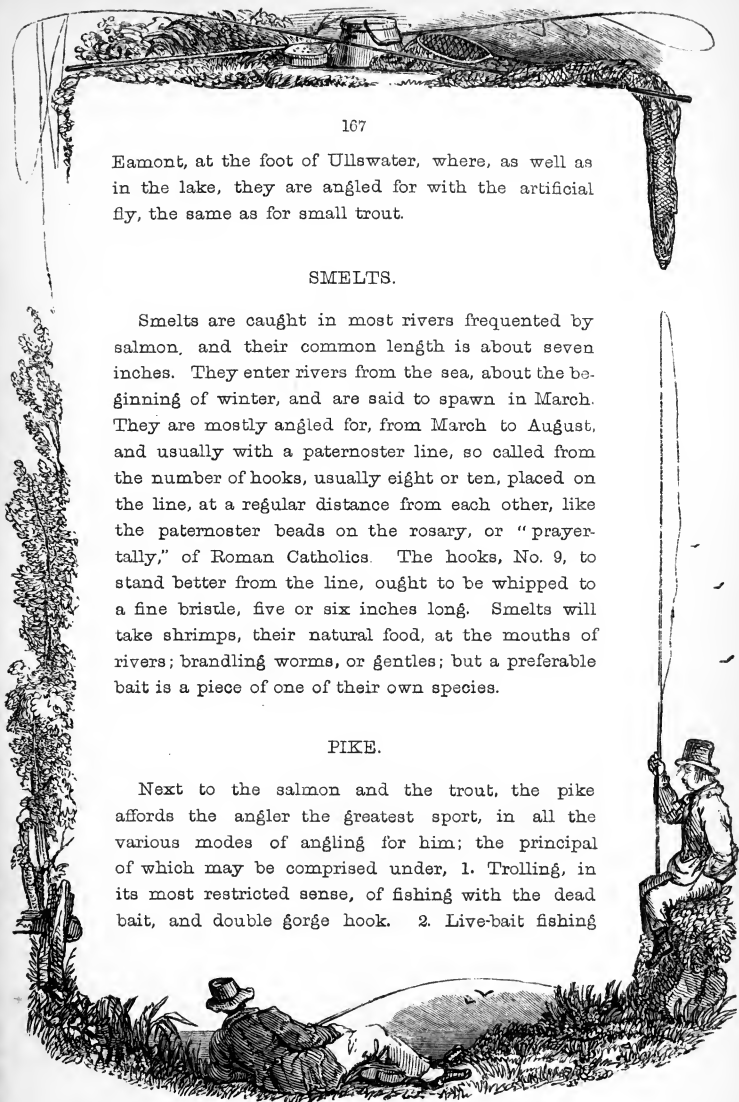 167
Eamont, at the foot of Ullswater, where, as well as
in the lake, they are angled for with the artificial
fly, the same as for small trout.
SMELTS.
Smelts are caught in most rivers frequented by
salmon, and their common length is about seven
inches. They enter rivers from the sea, about the be-
ginning of winter, and are said to spawn in March.
They are mostly angled for, from March to August,
and usually with a paternoster line, so called from
the number of hooks, usually eight or ten, placed on
the line, at a regular distance from each other, like
the paternoster beads on the rosary, or "prayer-
tally," of Roman Catholics. The hooks, No. 9, to
stand better from the line, ought to be whipped to
a fine bristle, five or six inches long. Smelts will
take shrimps, their natural food, at the mouths of
rivers; brandling worms, or gentles; but a preferable
bait is a piece of one of their own species.
PIKE.
Next to the salmon and the trout, the pike
affords the angler the greatest sport, in all the
various modes of angling for him; the principal
of which may be comprised under, 1. Trolling, in
its most restricted sense, of fishing with the dead
bait, and double gorge hook. 2. Live-bait fishing